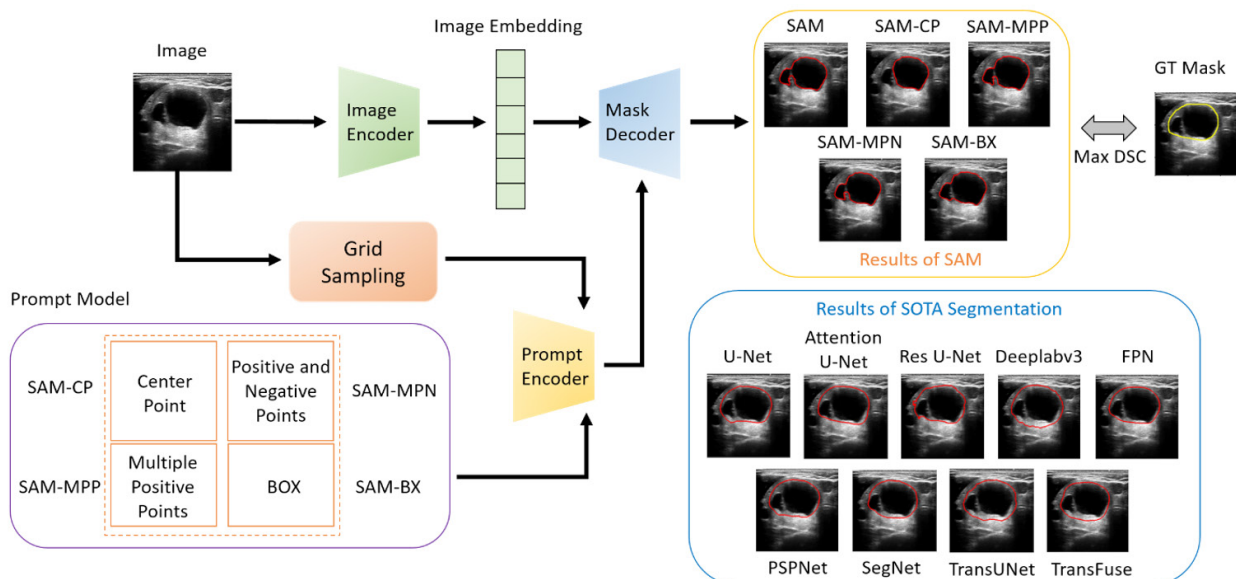 Image
Image Embedding
Image
Encoder
Mask
Decoder
SAM
SAM-CP
SAM-MPP
SAM-MPN
SAM-BX
Results of SAM
GT Mask
Max DSC
Grid
Sampling
Prompt Model
SAM-CP
Center
Point
Positive and
Negative
Points
SAM-MPN
SAM-MPP
Multiple
Positive
Points
BOX
SAM-BX
Prompt
Encoder
Results of SOTA Segmentation
U-Net
Attention
U-Net
Res U-Net
Deeplabv3
FPN
PSPNet
SegNet
TransUNet
TransFuse